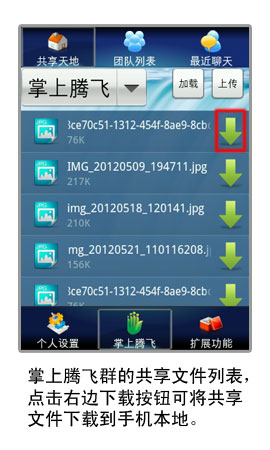 共享天地 团队列表 最近聊天
掌上腾飞 加载 上传
3ce70c51-1312-454f-8ae9-8cb
76K
IMG_20120509_194711.jpg
217K
img_20120518_120141.jpg
210K
mg_20120521_110116208.j
156K
3ce70c51-1312-454f-8ae9-8cb
76K
个人设置 掌上腾飞 扩展功能
掌上腾飞群的共享文件列表，
点击右边下载按钮可将共享
文件下载到手机本地。